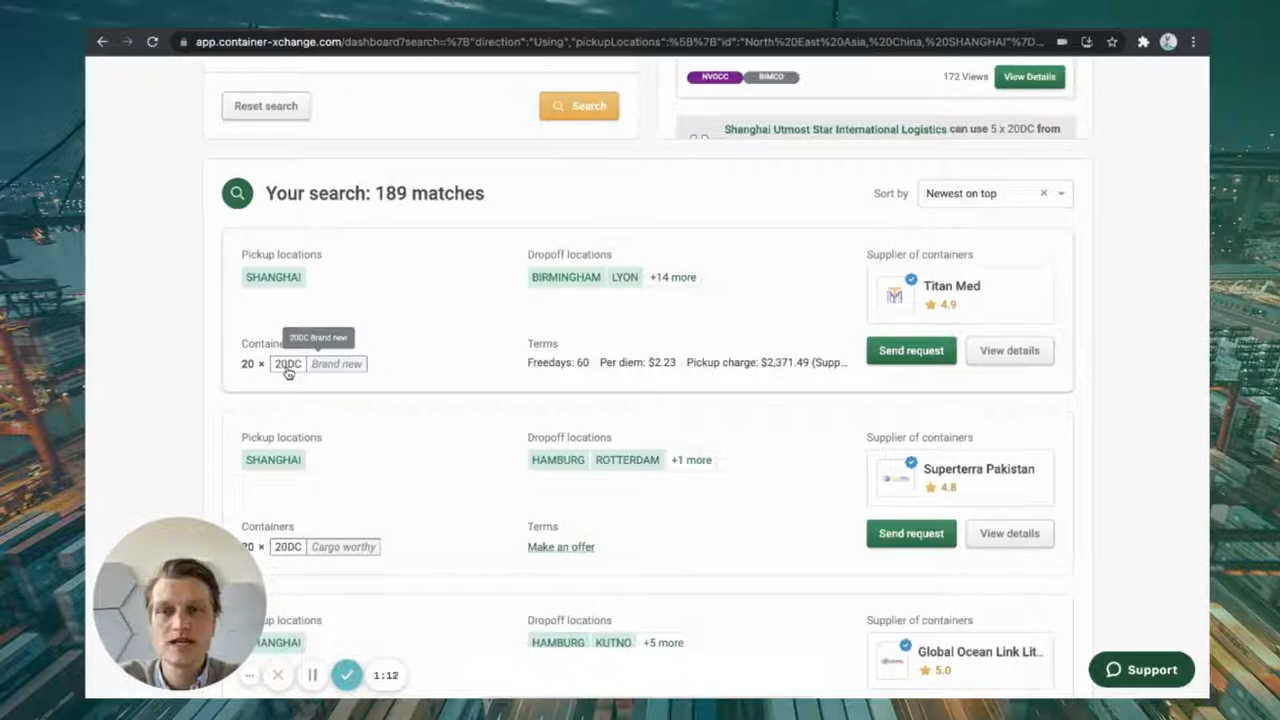 app.container-xchange.com/dashboard?search=%7B"direction":"Using","pickupLocations":%5B%7B"id":"North%20East%20Asia,%20China,%20SHANGHAI"%7D...
NVOCC BIMCO 172 Views View Details
Reset search Search
Shanghai Utmost Star International Logistics can use 5 x 20DC from
Your search: 189 matches
Sort by Newest on top
Pickup locations Dropoff locations Supplier of containers
SHANGHAI BIRMINGHAM LYON +14 more
Titan Med
4.9
20DC Brand new
Terms
20 × 20DC Brand new
Freedays: 60 Per diem: $2.23 Pickup charge: $2,371.49 (Supp...
Send request View details
Pickup locations Dropoff locations Supplier of containers
SHANGHAI HAMBURG ROTTERDAM +1 more
Superterra Pakistan
4.8
Containers Terms
20DC Cargo worthy
Make an offer
Send request View details
locations Dropoff locations Supplier of containers
HAMBURG KUTNO +5 more
Global Ocean Link Lit..
5.0
1:12
Support